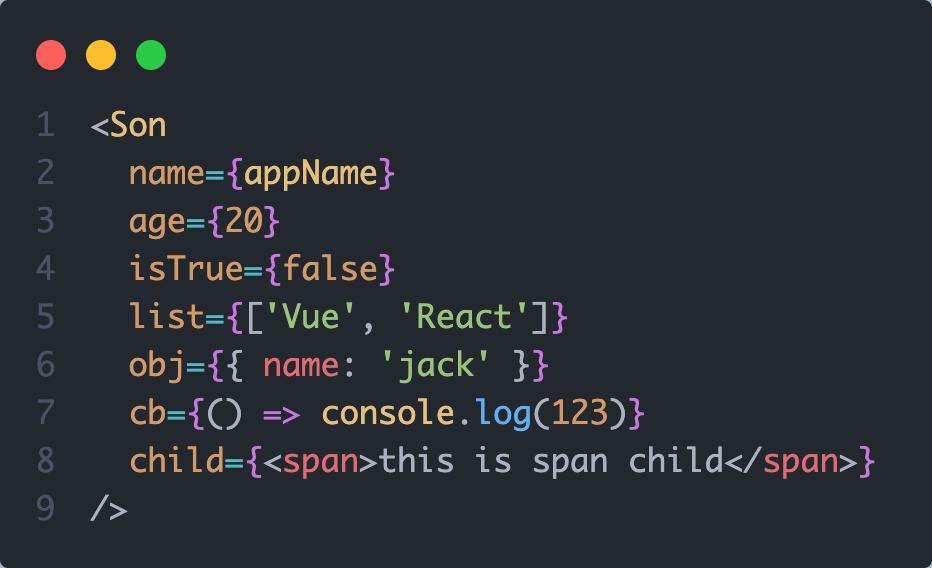 1 <Son
2   name={appName}
3   age={20}
4   isTrue={false}
5   list={['Vue', 'React']}
6   obj={{ name: 'jack' }}
7   cb={() => console.log(123)}
8   child={<span>this is span child</span>}
9 />